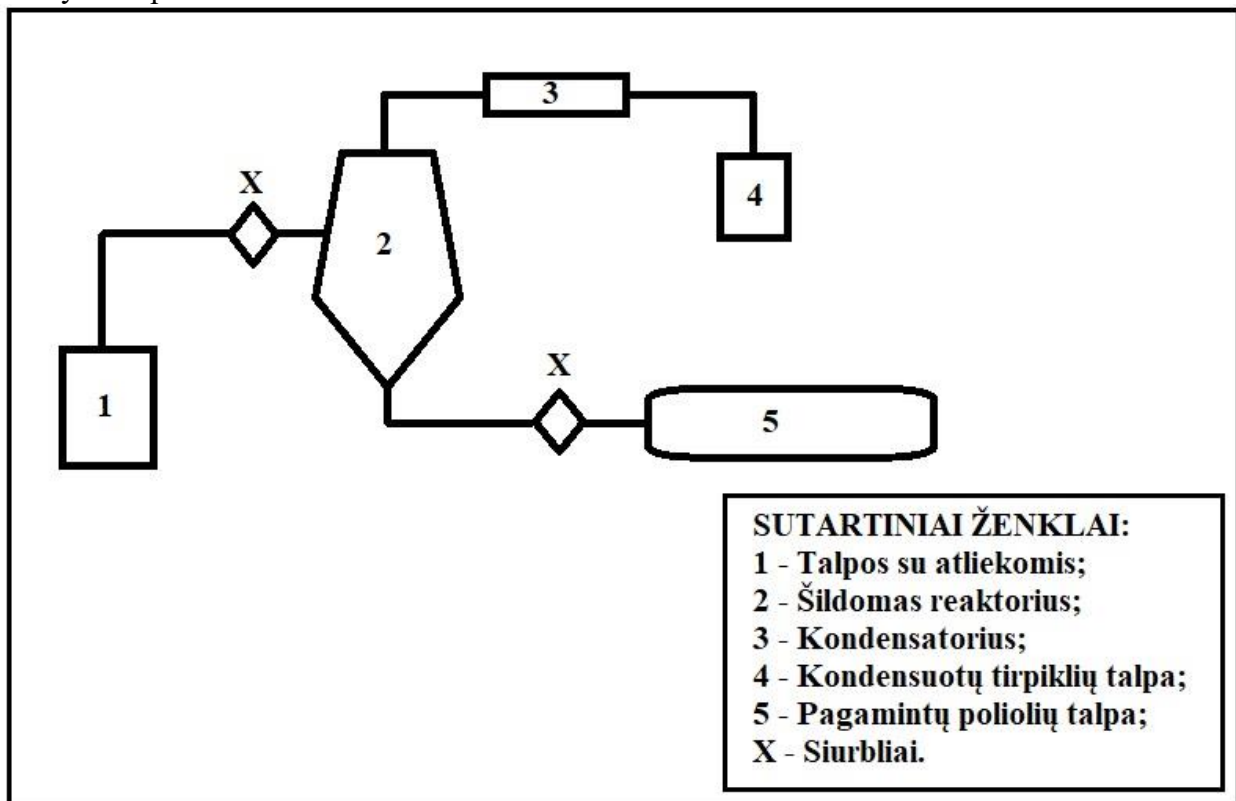 3
X
4
2
1
X
5
SUTARTINIAI ŽENKLAI:
1 - Talpos su atliekomis;
2 - Šildomas reaktorius;
3 - Kondensatorius;
4 - Kondensuotų tirpiklių talpa;
5 - Pagamintų poliolių talpa;
X - Siurbliai.